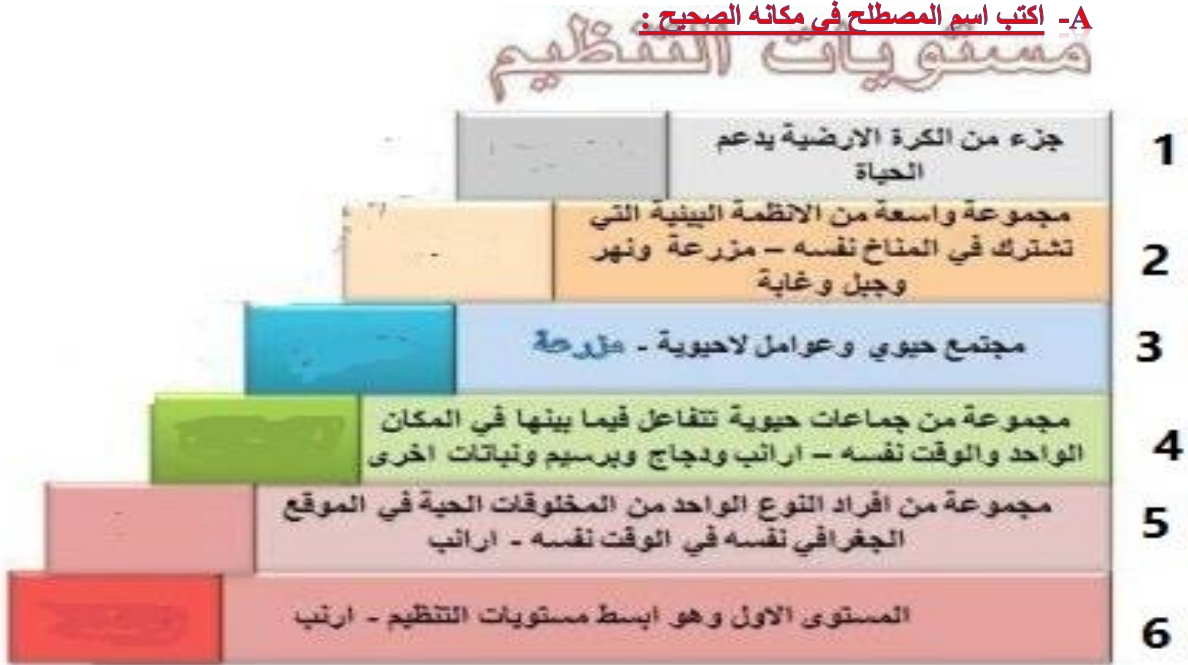 A- اكتب اسم المصطلح في مكانه الصحيح :
مستويات التنظيم
جزء من الكرة الارضية يدعم
الحياة
1
مجموعة واسعة من الانظمة البيئية التي
تشترك في المناخ نفسه – مزرعة ونهر
وجبل وغابة
2
مجتمع حيوي وعوامل لاحيوية - مزرعة
3
مجموعة من جماعات حيوية تتفاعل فيما بينها في المكان
الواحد والوقت نفسه – ارانب ودجاج وبرسيم ونباتات اخرى
4
مجموعة من افراد النوع الواحد من المخلوقات الحية في الموقع
الجغرافي نفسه في الوقت نفسه - ارانب
5
المستوى الاول وهو ابسط مستويات التنظيم - ارنب
6